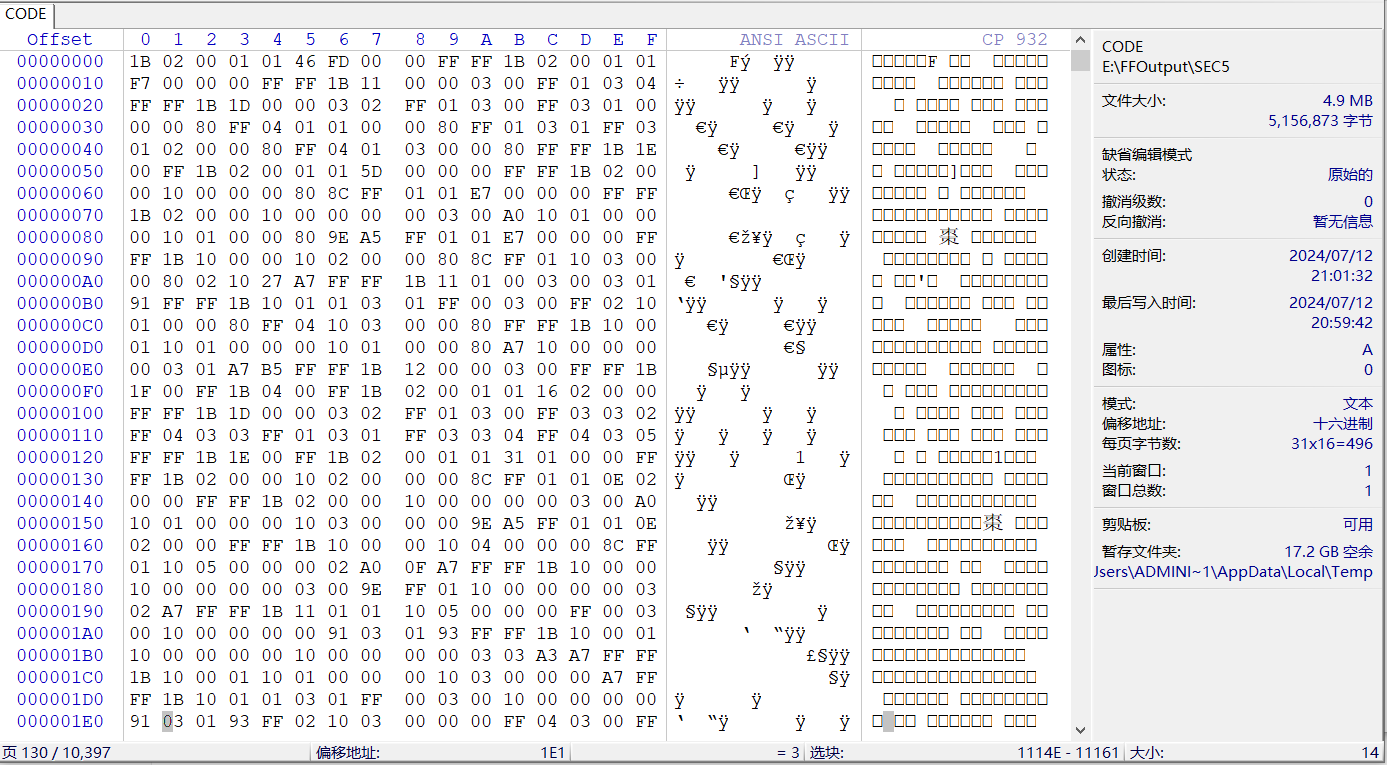 CODE
Offset 0 1 2 3 4 5 6 7 8 9 A B C D E F ANSI ASCII CP 932
00000000 1B 02 00 01 01 46 FD 00 00 FF FF 1B 02 00 01 01 Fý ÿÿ F
00000010 F7 00 00 00 FF FF 1B 11 00 00 03 00 FF 01 03 04 ÷ ÿÿ ÿ
00000020 FF FF 1B 1D 00 00 03 02 FF 01 03 00 FF 03 01 00 ÿÿ ÿ ÿ
00000030 00 00 80 FF 04 01 01 00 00 80 FF 01 03 01 FF 03 €ÿ €ÿ ÿ
00000040 01 02 00 00 80 FF 04 01 03 00 00 80 FF FF 1B 1E €ÿ €ÿÿ
00000050 00 FF 1B 02 00 01 01 5D 00 00 00 FF FF 1B 02 00 ÿ ] ÿÿ ]
00000060 00 10 00 00 00 80 8C FF 01 01 E7 00 00 00 FF FF €Œÿ ç ÿÿ
00000070 1B 02 00 00 10 00 00 00 00 03 00 A0 10 01 00 00
00000080 00 10 01 00 00 80 9E A5 FF 01 01 E7 00 00 00 FF €ž¥ÿ ç ÿ 棗
00000090 FF 1B 10 00 00 10 02 00 00 80 8C FF 01 10 03 00 ÿ €Œÿ
000000A0 00 80 02 10 27 A7 FF FF 1B 11 01 00 03 00 03 01 € '§ÿÿ '
000000B0 91 FF FF 1B 10 01 01 03 01 FF 00 03 00 FF 02 10 ‘ÿÿ ÿ ÿ
000000C0 01 00 00 80 FF 04 10 03 00 00 80 FF FF 1B 10 00 €ÿ €ÿÿ
000000D0 01 10 01 00 00 00 10 01 00 00 80 A7 10 00 00 00 €§
000000E0 00 03 01 A7 B5 FF FF 1B 12 00 00 03 00 FF FF 1B §µÿÿ ÿÿ
000000F0 1F 00 FF 1B 04 00 FF 1B 02 00 01 01 16 02 00 00 ÿ ÿ
00000100 FF FF 1B 1D 00 00 03 02 FF 01 03 00 FF 03 03 02 ÿÿ ÿ ÿ
00000110 FF 04 03 03 FF 01 03 01 FF 03 03 04 FF 04 03 05 ÿ ÿ ÿ ÿ
00000120 FF FF 1B 1E 00 FF 1B 02 00 01 01 31 01 00 00 FF ÿÿ ÿ 1 ÿ 1
00000130 FF 1B 02 00 00 10 02 00 00 00 8C FF 01 01 0E 02 ÿ Œÿ
00000140 00 00 FF FF 1B 02 00 00 10 00 00 00 00 03 00 A0 ÿÿ
00000150 10 01 00 00 00 10 03 00 00 00 9E A5 FF 01 01 0E ž¥ÿ 棗
00000160 02 00 00 FF FF 1B 10 00 00 10 04 00 00 00 8C FF ÿÿ Œÿ
00000170 01 10 05 00 00 00 02 A0 0F A7 FF FF 1B 10 00 00 §ÿÿ
00000180 10 00 00 00 00 03 00 9E FF 01 10 00 00 00 00 03 žÿ
00000190 02 A7 FF FF 1B 11 01 01 10 05 00 00 00 FF 00 03 §ÿÿ ÿ
000001A0 00 10 00 00 00 00 91 03 01 93 FF FF 1B 10 00 01 ‘ “ÿÿ
000001B0 10 00 00 00 00 10 00 00 00 00 03 03 A3 A7 FF FF £§ÿÿ
000001C0 1B 10 00 01 10 01 00 00 00 10 03 00 00 00 A7 FF §ÿ
000001D0 FF 1B 10 01 01 03 01 FF 00 03 00 10 00 00 00 00 ÿ ÿ
000001E0 91 03 01 93 FF 02 10 03 00 00 00 FF 04 03 00 FF ‘ “ÿ ÿ ÿ
CODE
E:\FFOutput\SEC5
文件大小: 4.9 MB
5,156,873 字节
缺省编辑模式
状态: 原始的
撤消级数: 0
反向撤消: 暂无信息
创建时间: 2024/07/12
21:01:32
最后写入时间: 2024/07/12
20:59:42
属性: A
图标: 0
模式: 文本
偏移地址: 十六进制
每页字节数: 31x16=496
当前窗口: 1
窗口总数: 1
剪贴板: 可用
暂存文件夹: 17.2 GB 空余
Jsers\ADMINI~1\AppData\Local\Temp
页 130 / 10,397 偏移地址: 1E1 = 3 选块: 1114E - 11161 大小: 14